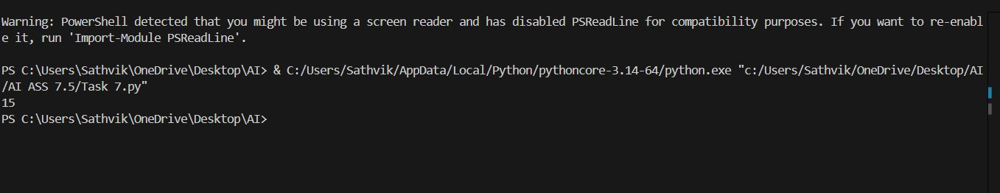 Warning: PowerShell detected that you might be using a screen reader and has disabled PSReadLine for compatibility purposes. If you want to re-enabl
e it, run 'Import-Module PSReadLine'.
PS C:\Users\Sathvik\OneDrive\Desktop\AI> & C:/Users/Sathvik/AppData/Local/Python/pythoncore-3.14-64/python.exe "c:/Users/Sathvik/OneDrive/Desktop/AI
/AI ASS 7.5/Task 7.py"
15
PS C:\Users\Sathvik\OneDrive\Desktop\AI>